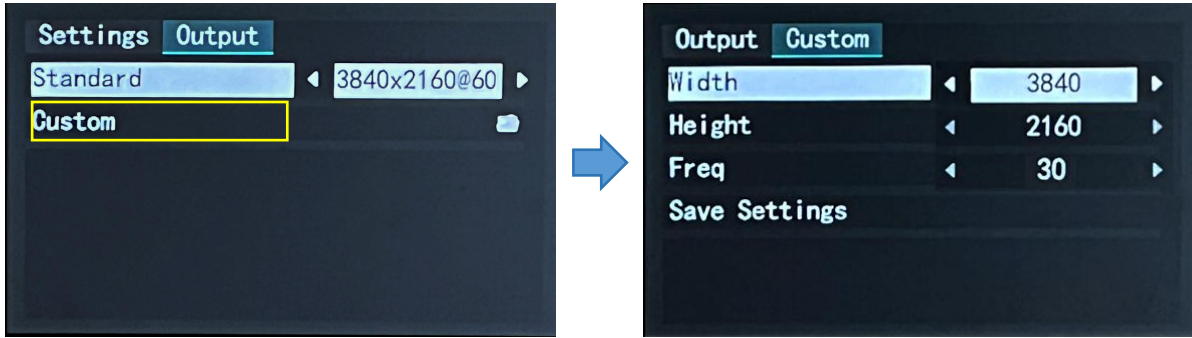 Settings Output
Standard 3840x2160@60
Custom
Output Custom
Width 3840
Height 2160
Freq 30
Save Settings